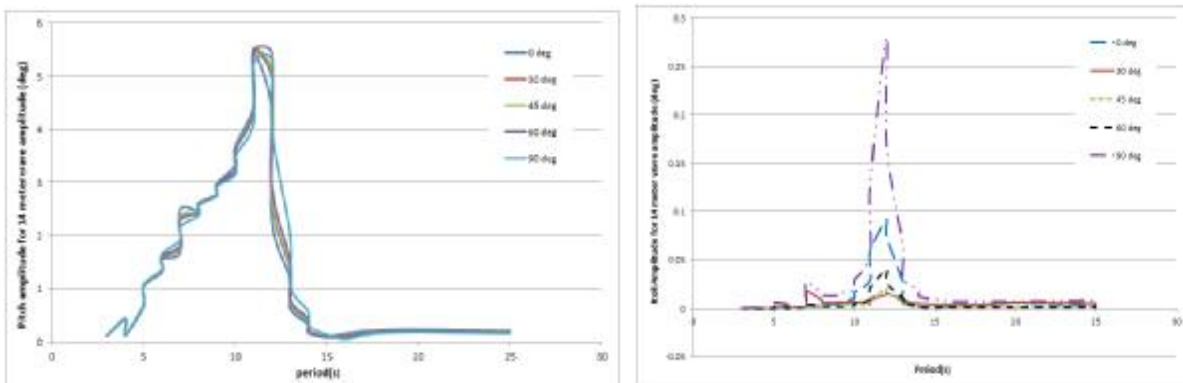 Pitch amplitude for 14 meter wave amplitude (deg)
6
5
4
3
2
1
0
0 5 10 15 20 25 30
period(s)
0 deg
30 deg
45 deg
60 deg
90 deg
Roll Amplitude for 14 meter wave amplitude (deg)
0.3
0.25
0.2
0.15
0.1
0.05
0
-0.05
0 5 10 15 20 25 30
Period(s)
0 deg
30 deg
45 deg
60 deg
90 deg